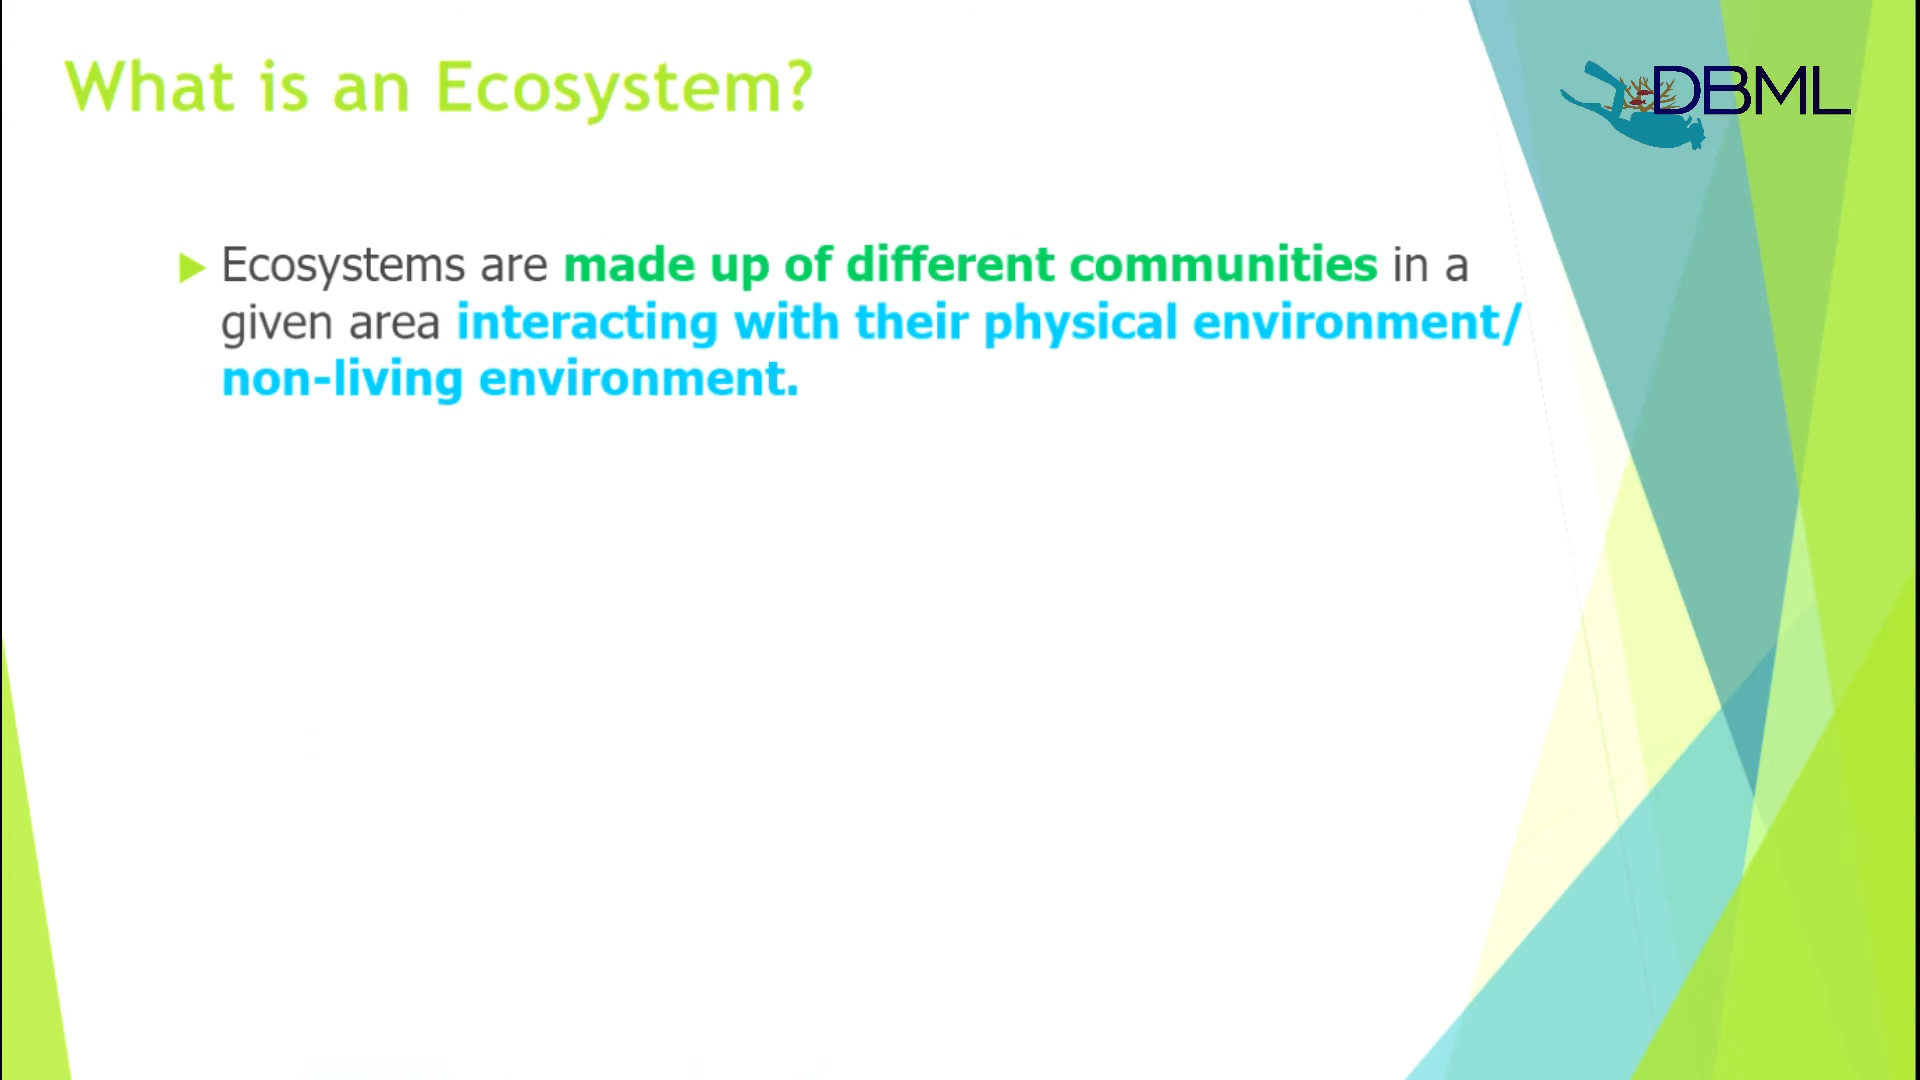 What is an Ecosystem?
DBML
Ecosystems are made up of different communities in a
given area interacting with their physical environment/
non-living environment.